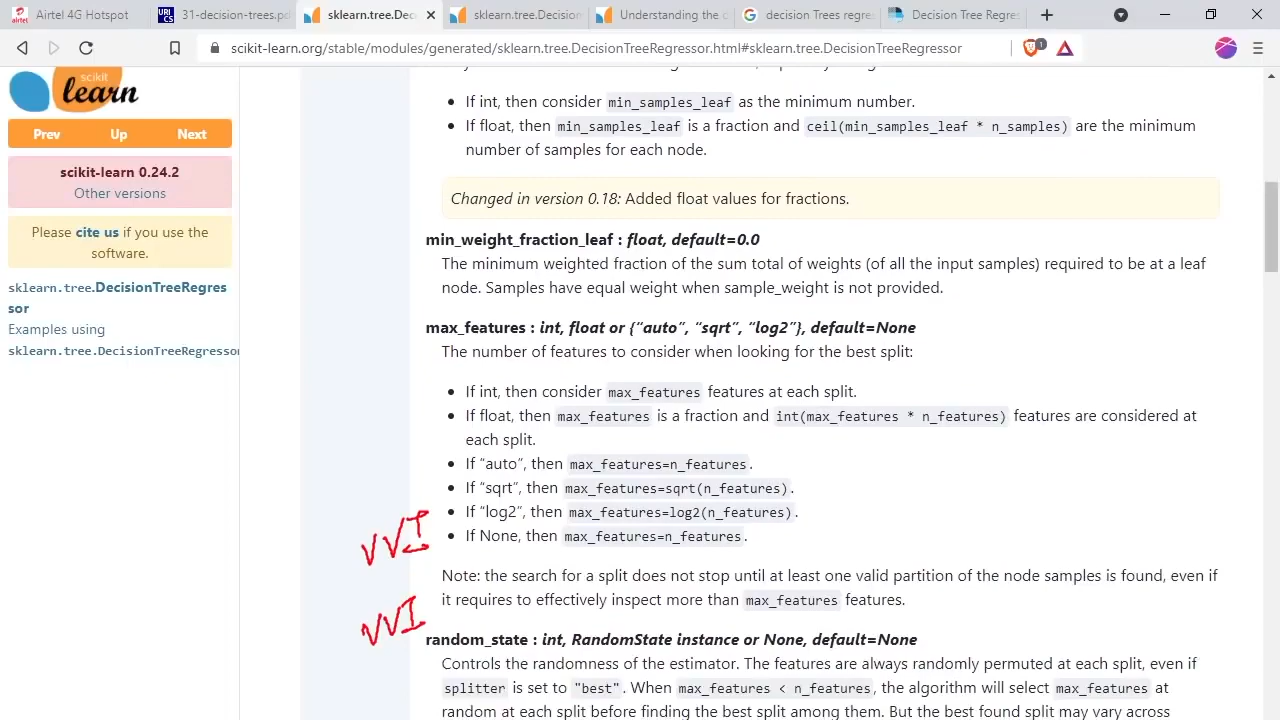 Airtel 4G Hotspot
31-decision-trees.pd
sklearn.tree.Dec
sklearn.tree.Decision
Understanding the d
decision Trees regres
Decision Tree Regres
scikit-learn.org/stable/modules/generated/sklearn.tree.DecisionTreeRegressor.html#sklearn.tree.DecisionTreeRegressor
1
scikit
learn
Prev Up Next
scikit-learn 0.24.2
Other versions
Please cite us if you use the
software.
sklearn.tree.DecisionTreeRegres
sor
Examples using
sklearn.tree.DecisionTreeRegressor
If int, then consider min_samples_leaf as the minimum number.
If float, then min_samples_leaf is a fraction and ceil(min_samples_leaf * n_samples) are the minimum
number of samples for each node.
Changed in version 0.18: Added float values for fractions.
min_weight_fraction_leaf : float, default=0.0
The minimum weighted fraction of the sum total of weights (of all the input samples) required to be at a leaf
node. Samples have equal weight when sample_weight is not provided.
max_features : int, float or {“auto”, “sqrt”, “log2”}, default=None
The number of features to consider when looking for the best split:
If int, then consider max_features features at each split.
If float, then max_features is a fraction and int(max_features * n_features) features are considered at
each split.
If “auto”, then max_features=n_features.
If “sqrt”, then max_features=sqrt(n_features).
If “log2”, then max_features=log2(n_features).
If None, then max_features=n_features.
VVI
Note: the search for a split does not stop until at least one valid partition of the node samples is found, even if
it requires to effectively inspect more than max_features features.
VVI
random_state : int, RandomState instance or None, default=None
Controls the randomness of the estimator. The features are always randomly permuted at each split, even if
splitter is set to "best". When max_features < n_features, the algorithm will select max_features at
random at each split before finding the best split among them. But the best found split may vary across